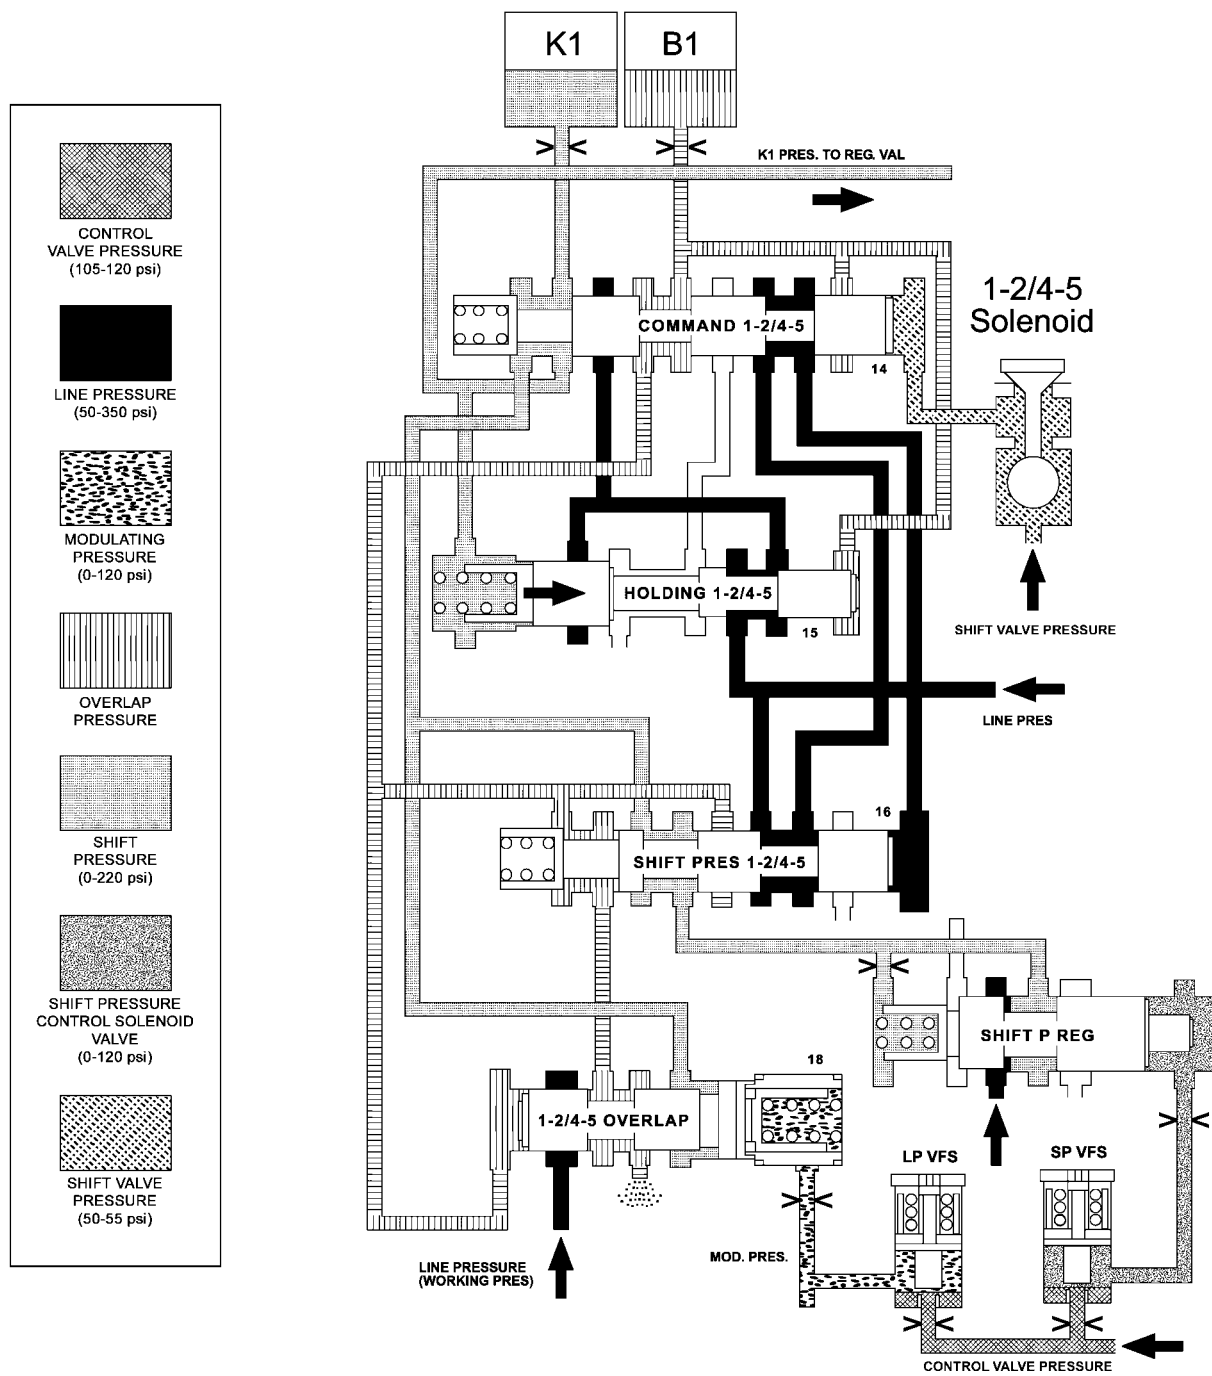 K1
B1
K1 PRES. TO REG. VAL
CONTROL
VALVE PRESSURE
(105-120 psi)
LINE PRESSURE
(50-350 psi)
MODULATING
PRESSURE
(0-120 psi)
OVERLAP
PRESSURE
SHIFT
PRESSURE
(0-220 psi)
SHIFT PRESSURE
CONTROL SOLENOID
VALVE
(0-120 psi)
SHIFT VALVE
PRESSURE
(50-55 psi)
1-2/4-5
Solenoid
COMMAND 1-2/4-5
14
HOLDING 1-2/4-5
15
SHIFT VALVE PRESSURE
LINE PRES
16
SHIFT PRES 1-2/4-5
SHIFT P REG
18
1-2/4-5 OVERLAP
LP VFS
SP VFS
LINE PRESSURE
(WORKING PRES)
MOD. PRES.
CONTROL VALVE PRESSURE